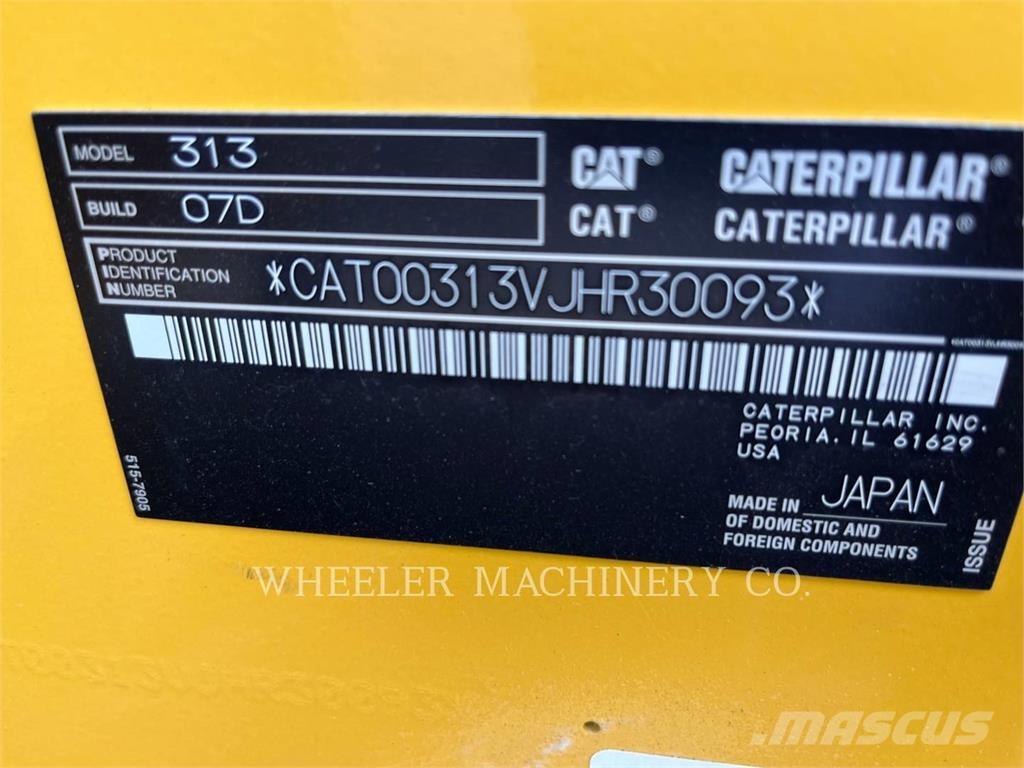 MODEL 313
BUILD 07D
CAT® CATERPILLAR®
CAT® CATERPILLAR®
PRODUCT
IDENTIFICATION
NUMBER
*CAT00313VJHR30093*
CATERPILLAR INC.
PEORIA, IL 61629
USA
MADE IN JAPAN
OF DOMESTIC AND
FOREIGN COMPONENTS
515-7905
ISSUE
WHEELER MACHINERY CO.
MASCUS